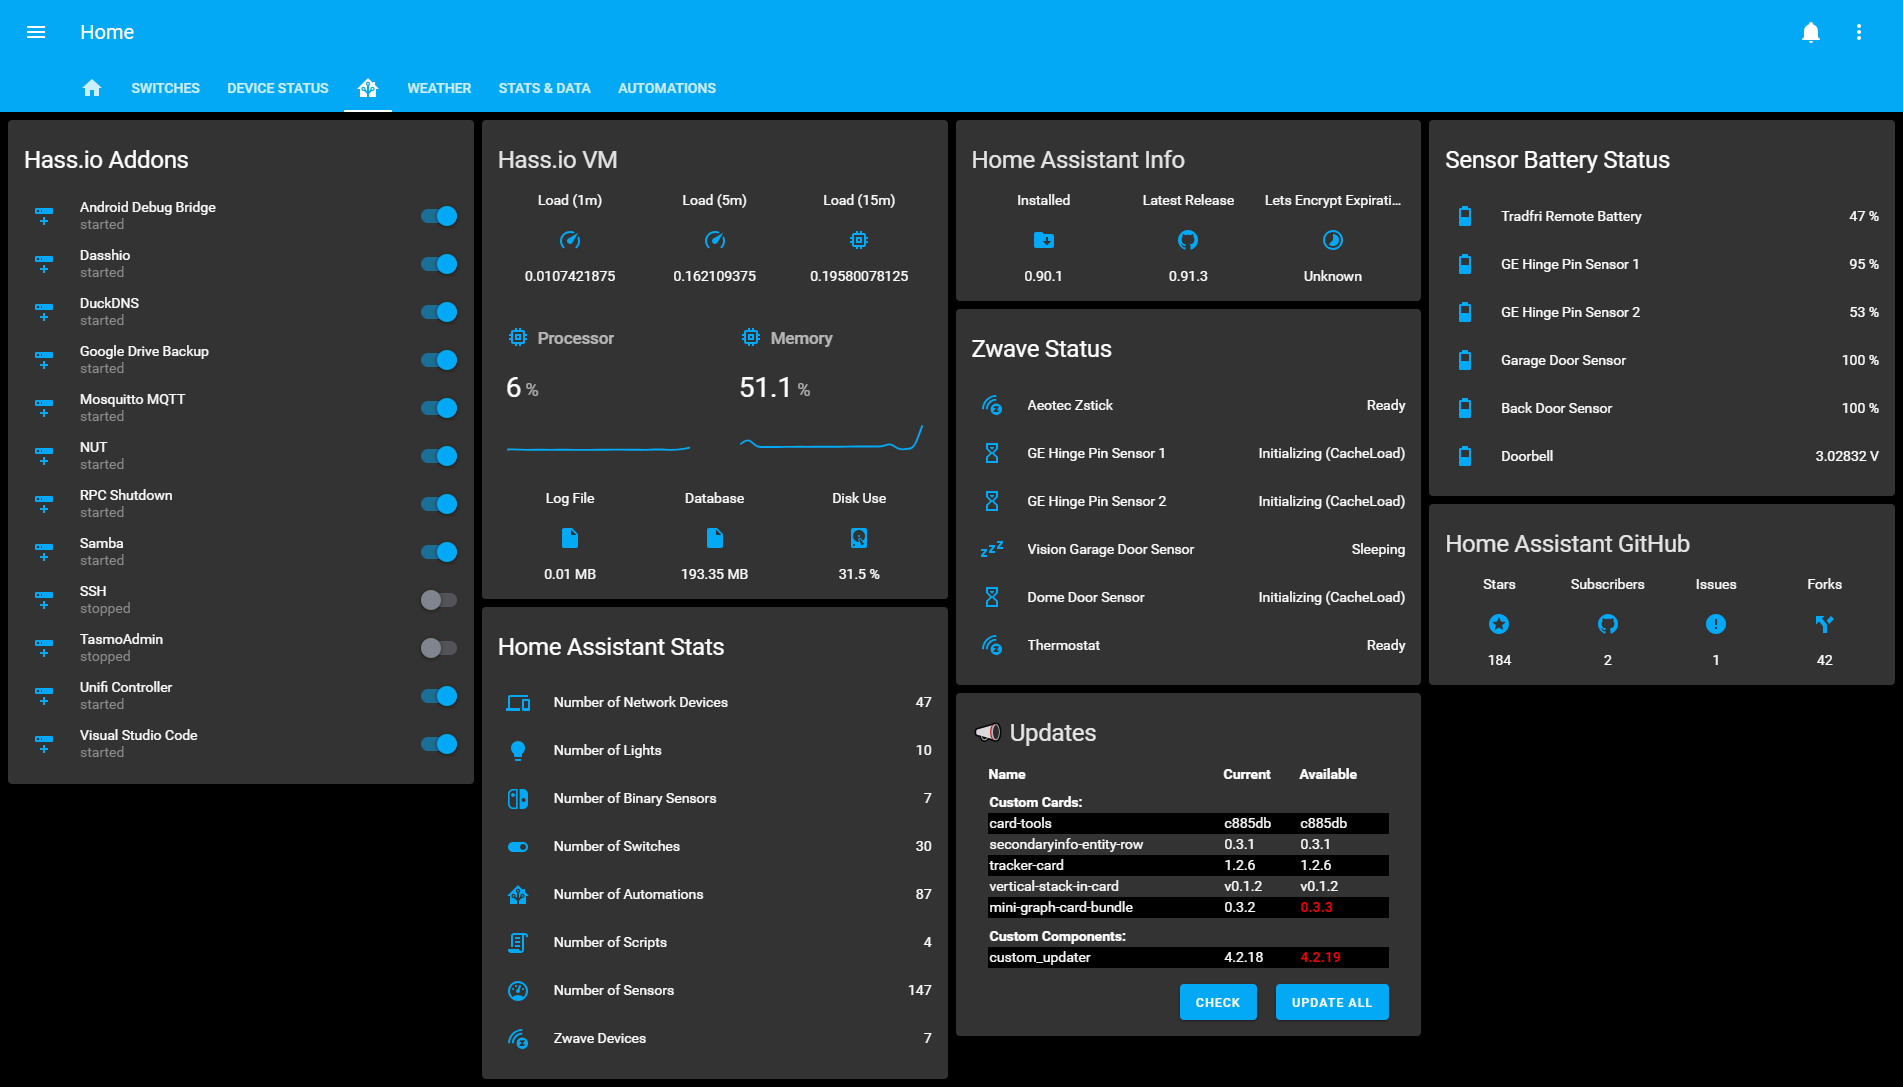 Home
SWITCHES DEVICE STATUS WEATHER STATS & DATA AUTOMATIONS
Hass.io Addons
Android Debug Bridge
started
Dasshio
started
DuckDNS
started
Google Drive Backup
started
Mosquitto MQTT
started
NUT
started
RPC Shutdown
started
Samba
started
SSH
stopped
TasmoAdmin
stopped
Unifi Controller
started
Visual Studio Code
started
Hass.io VM
Load (1m) Load (5m) Load (15m)
0.0107421875 0.162109375 0.19580078125
Processor Memory
6 % 51.1 %
Log File Database Disk Use
0.01 MB 193.35 MB 31.5 %
Home Assistant Stats
Number of Network Devices 47
Number of Lights 10
Number of Binary Sensors 7
Number of Switches 30
Number of Automations 87
Number of Scripts 4
Number of Sensors 147
Zwave Devices 7
Home Assistant Info
Installed Latest Release Lets Encrypt Expirati...
0.90.1 0.91.3 Unknown
Zwave Status
Aeotec Zstick Ready
GE Hinge Pin Sensor 1 Initializing (CacheLoad)
GE Hinge Pin Sensor 2 Initializing (CacheLoad)
Vision Garage Door Sensor Sleeping
Dome Door Sensor Initializing (CacheLoad)
Thermostat Ready
Updates
Name Current Available
Custom Cards:
card-tools c885db c885db
secondaryinfo-entity-row 0.3.1 0.3.1
tracker-card 1.2.6 1.2.6
vertical-stack-in-card v0.1.2 v0.1.2
mini-graph-card-bundle 0.3.2 0.3.3
Custom Components:
custom_updater 4.2.18 4.2.19
CHECK UPDATE ALL
Sensor Battery Status
Tradfri Remote Battery 47 %
GE Hinge Pin Sensor 1 95 %
GE Hinge Pin Sensor 2 53 %
Garage Door Sensor 100 %
Back Door Sensor 100 %
Doorbell 3.02832 V
Home Assistant GitHub
Stars Subscribers Issues Forks
184 2 1 42